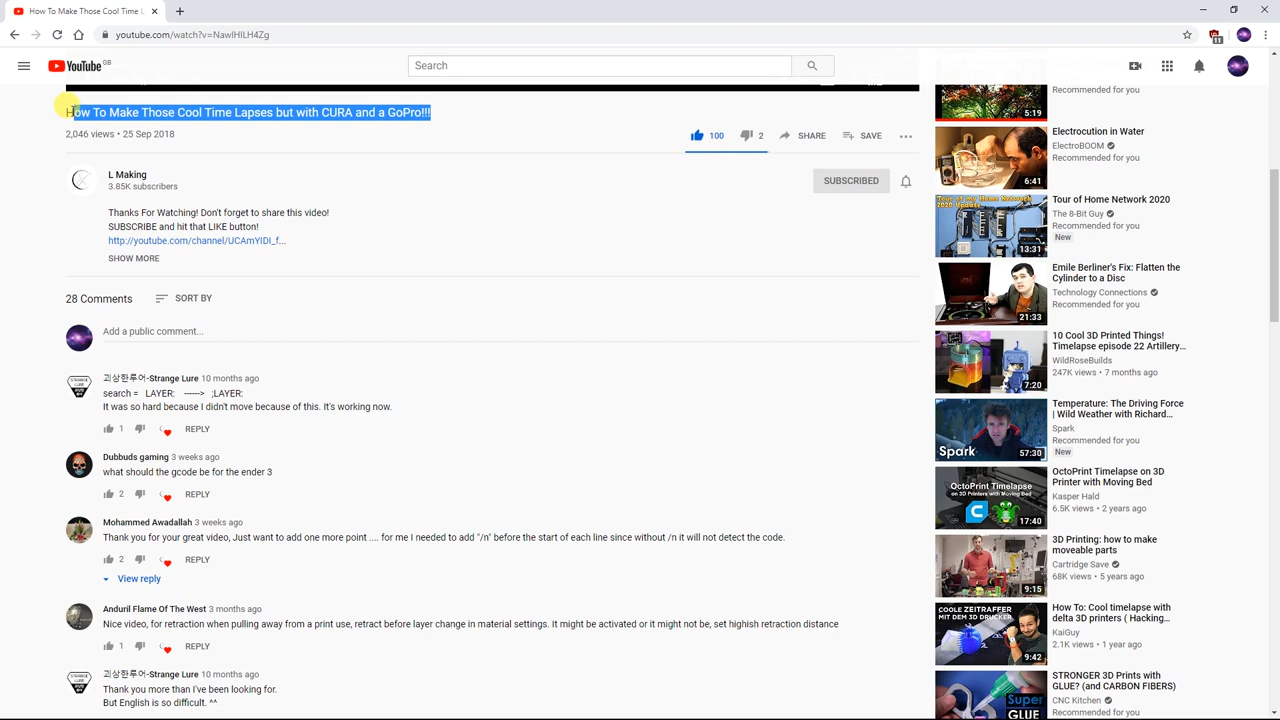 How To Make Those Cool Time L
youtube.com/watch?v=NawIHILH4Zg
11
YouTube GB
Search
How To Make Those Cool Time Lapses but with CURA and a GoPro!!!
2,046 views • 25 Sep 2018
100
2
SHARE
SAVE
L Making
3.85K subscribers
SUBSCRIBED
Thanks For Watching! Don't forget to share this video!
SUBSCRIBE and hit that LIKE button!
http://youtube.com/channel/UCAmYIDI_f...
SHOW MORE
28 Comments
SORT BY
Add a public comment...
괴상한루어-Strange Lure 10 months ago
search = LAYER: -----> ;LAYER:
It was so hard because I didn't move because of this. It's working now.
1
REPLY
Dubbuds gaming 3 weeks ago
what should the gcode be for the ender 3
2
REPLY
Mohammed Awadallah 3 weeks ago
Thank you for your great video, Just want to add one more point .... for me I needed to add "/n" before the start of each line since without /n it will not detect the code.
2
REPLY
View reply
Anduril Flame Of The West 3 months ago
Nice video, for retraction when pulling away from the print use, retract before layer change in material settings. It might be activated or it might not be, set highish retraction distance
1
REPLY
괴상한루어-Strange Lure 10 months ago
Thank you more than I've been looking for.
But English is so difficult. ^^
Recommended for you
5:19
Electrocution in Water
ElectroBOOM
Recommended for you
6:41
Tour of Home Network 2020
The 8-Bit Guy
Recommended for you
New
Tour of my Home Network
2020 Update
13:31
Emile Berliner's Fix: Flatten the
Cylinder to a Disc
Technology Connections
Recommended for you
21:33
10 Cool 3D Printed Things!
Timelapse episode 22 Artillery...
WildRoseBuilds
247K views • 7 months ago
7:20
Temperature: The Driving Force
| Wild Weather with Richard...
Spark
Recommended for you
New
Spark
57:30
OctoPrint Timelapse on 3D
Printer with Moving Bed
Kasper Hald
6.5K views • 2 years ago
OctoPrint Timelapse
on 3D Printers with Moving Bed
17:40
3D Printing: how to make
moveable parts
Cartridge Save
68K views • 5 years ago
9:15
How To: Cool timelapse with
delta 3D printers ( Hacking...
KaiGuy
2.1K views • 1 year ago
COOLE ZEITRAFFER
MIT DEM 3D DRUCKER
9:42
STRONGER 3D Prints with
GLUE? (and CARBON FIBERS)
CNC Kitchen
Recommended for you
Super
GLUE